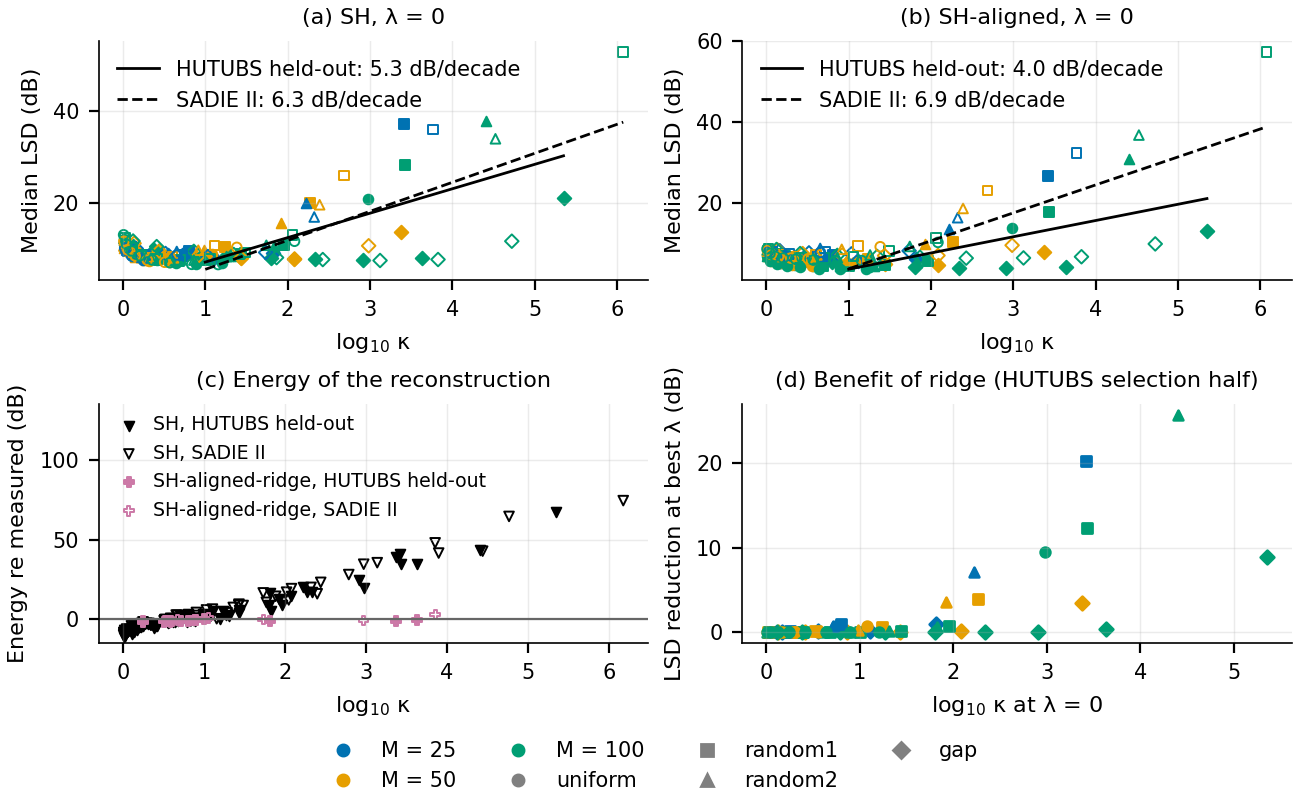 (a) SH, λ = 0
Median LSD (dB)
40
20
HUTUBS held-out: 5.3 dB/decade
SADIE II: 6.3 dB/decade
0 1 2 3 4 5 6
log₁₀ κ
(b) SH-aligned, λ = 0
Median LSD (dB)
60
40
20
HUTUBS held-out: 4.0 dB/decade
SADIE II: 6.9 dB/decade
0 1 2 3 4 5 6
log₁₀ κ
(c) Energy of the reconstruction
Energy re measured (dB)
100
50
0
SH, HUTUBS held-out
SH, SADIE II
SH-aligned-ridge, HUTUBS held-out
SH-aligned-ridge, SADIE II
0 1 2 3 4 5 6
log₁₀ κ
(d) Benefit of ridge (HUTUBS selection half)
LSD reduction at best λ (dB)
20
10
0
0 1 2 3 4 5
log₁₀ κ at λ = 0
M = 25 M = 100 random1 gap
M = 50 uniform random2